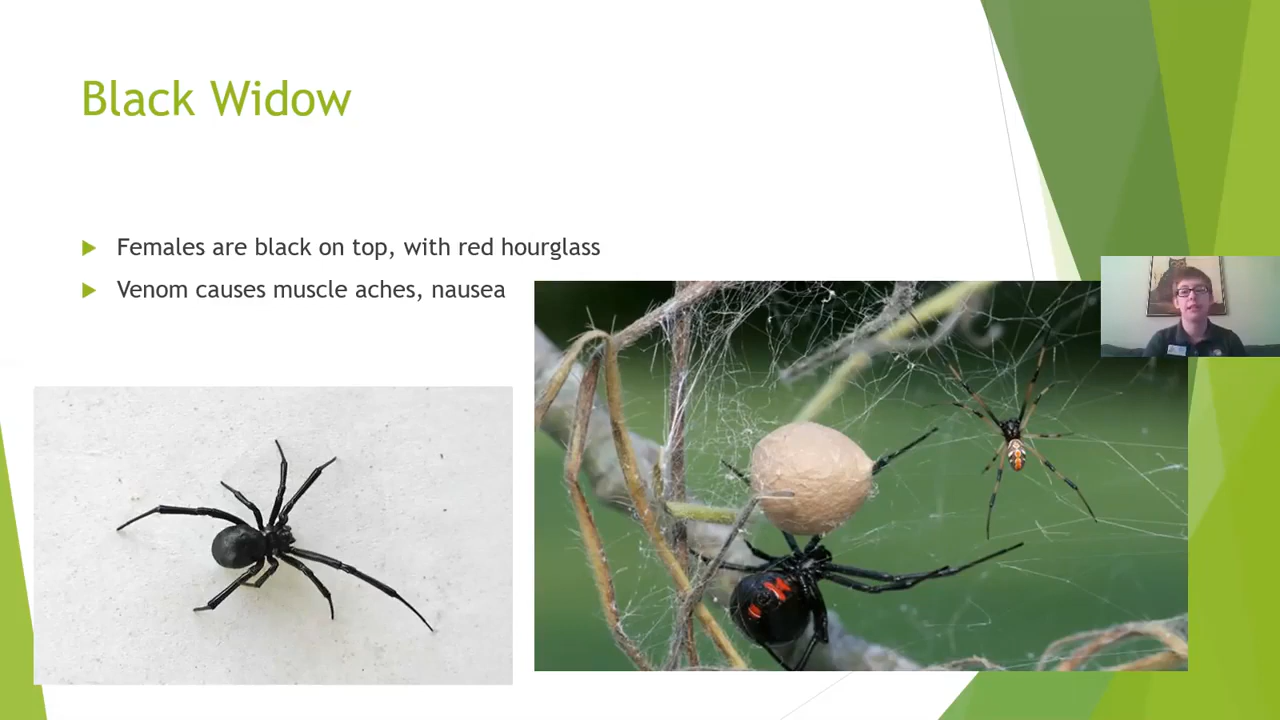 Black Widow
Females are black on top, with red hourglass
Venom causes muscle aches, nausea